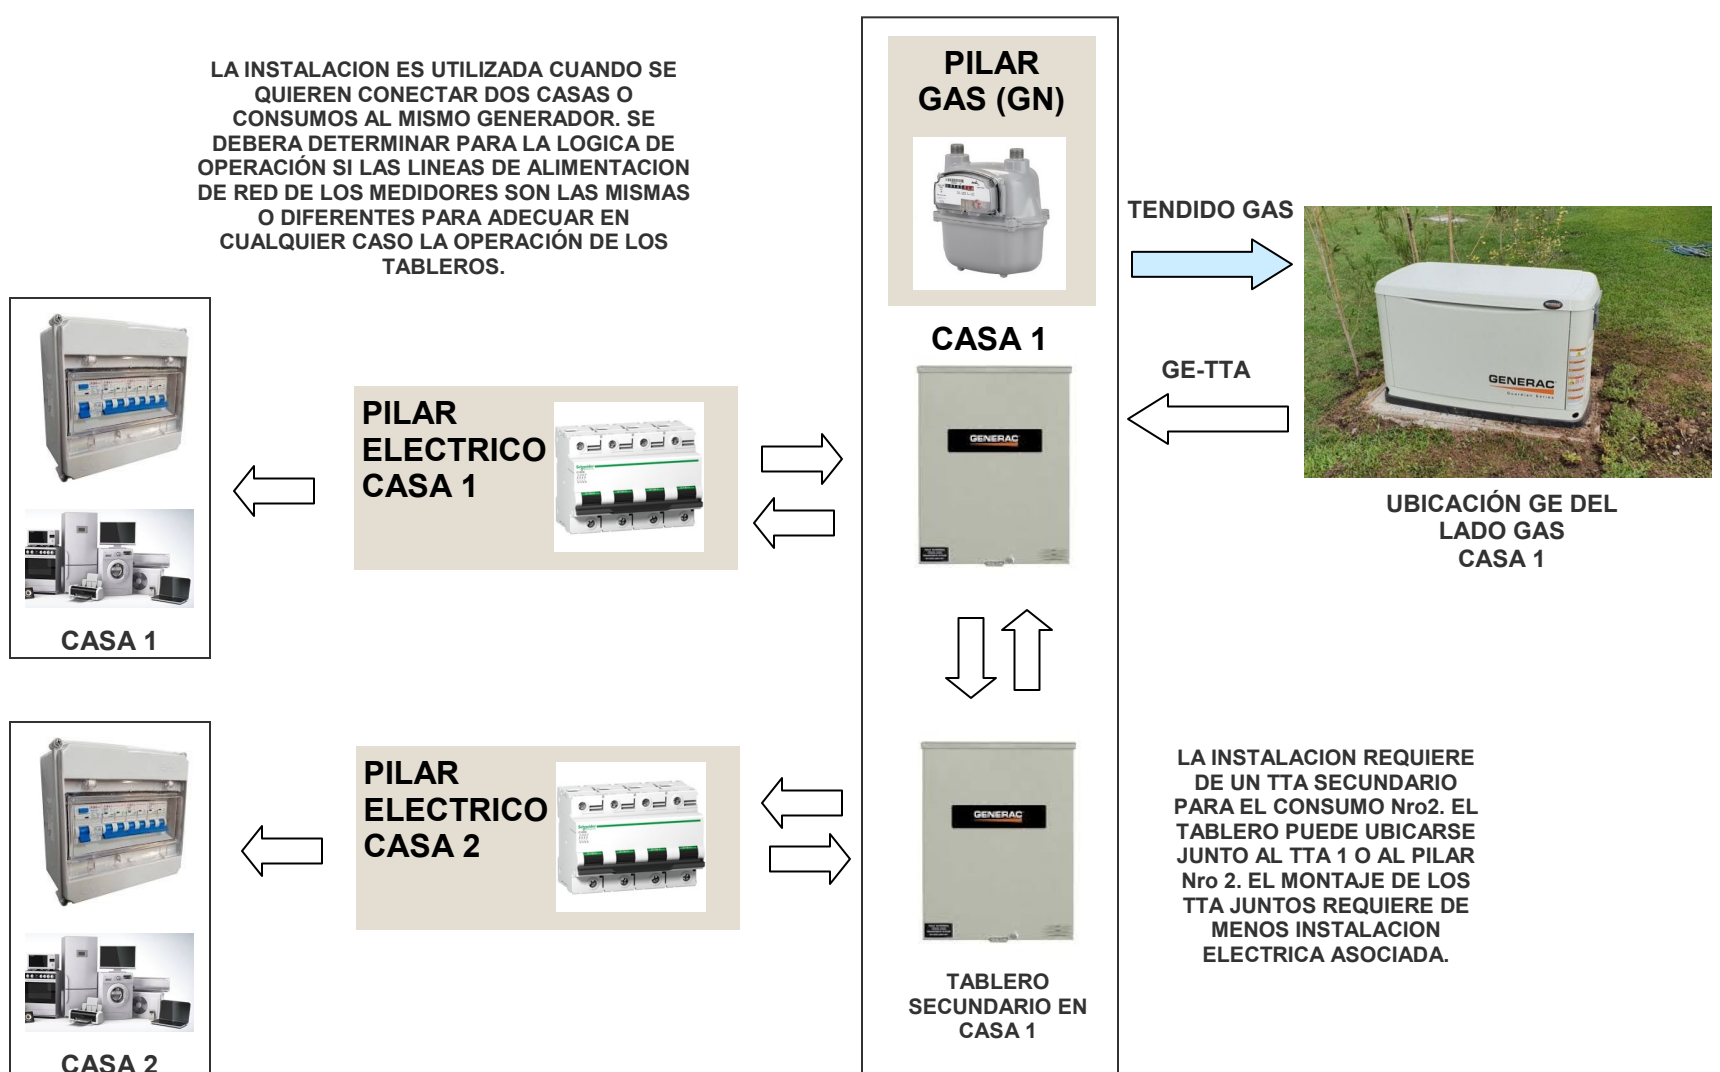 LA INSTALACION ES UTILIZADA CUANDO SE
QUIEREN CONECTAR DOS CASAS O
CONSUMOS AL MISMO GENERADOR. SE
DEBERA DETERMINAR PARA LA LOGICA DE
OPERACIÓN SI LAS LINEAS DE ALIMENTACION
DE RED DE LOS MEDIDORES SON LAS MISMAS
O DIFERENTES PARA ADECUAR EN
CUALQUIER CASO LA OPERACIÓN DE LOS
TABLEROS.
PILAR
GAS (GN)
TENDIDO GAS
CASA 1
GE-TTA
GENERAC
Guardian Series
UBICACIÓN GE DEL
LADO GAS
CASA 1
PILAR
ELECTRICO
CASA 1
Schneider
GENERAC
CASA 1
PILAR
ELECTRICO
CASA 2
Schneider
GENERAC
LA INSTALACION REQUIERE
DE UN TTA SECUNDARIO
PARA EL CONSUMO Nro2. EL
TABLERO PUEDE UBICARSE
JUNTO AL TTA 1 O AL PILAR
Nro 2. EL MONTAJE DE LOS
TTA JUNTOS REQUIERE DE
MENOS INSTALACION
ELECTRICA ASOCIADA.
TABLERO
SECUNDARIO EN
CASA 1
CASA 2